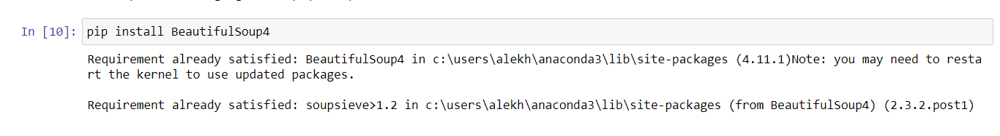 In [10]: pip install BeautifulSoup4
Requirement already satisfied: BeautifulSoup4 in c:\users\alekh\anaconda3\lib\site-packages (4.11.1)Note: you may need to resta
rt the kernel to use updated packages.
Requirement already satisfied: soupsieve>1.2 in c:\users\alekh\anaconda3\lib\site-packages (from BeautifulSoup4) (2.3.2.post1)